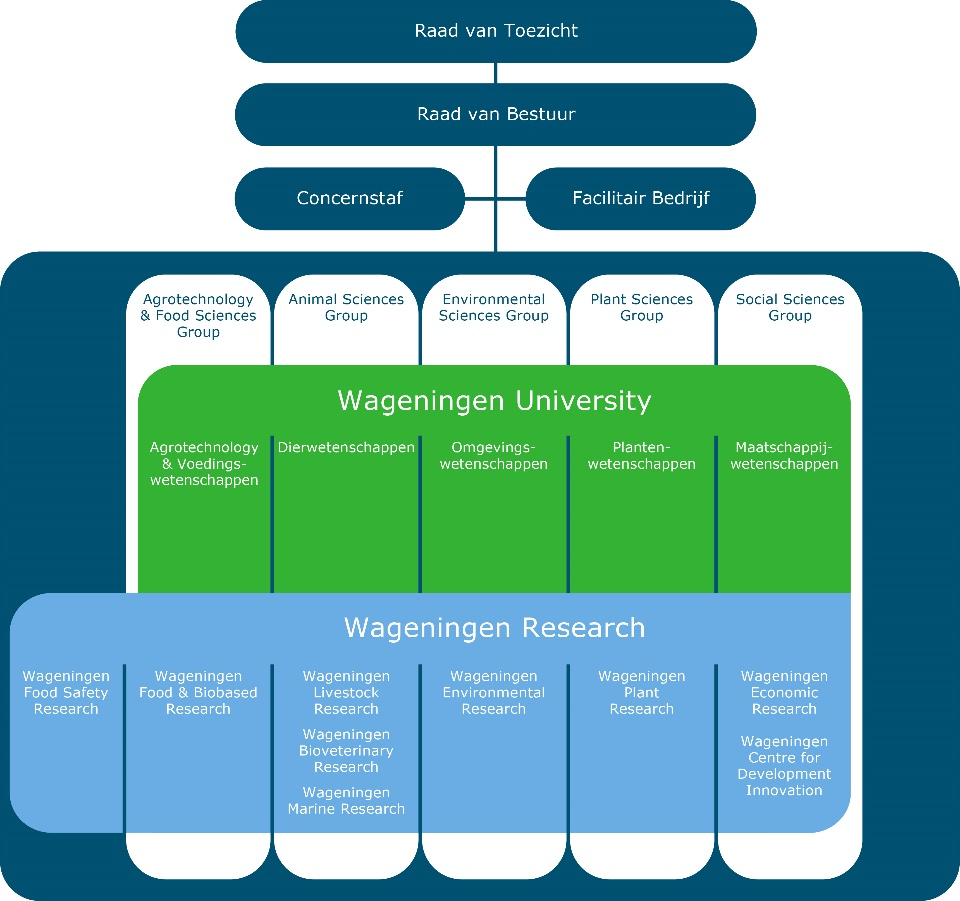 Raad van Toezicht
Raad van Bestuur
Concernstaf
Facilitair Bedrijf
Agrotechnology
& Food Sciences
Group
Animal Sciences
Group
Environmental
Sciences Group
Plant Sciences
Group
Social Sciences
Group
Wageningen University
Agrotechnology
& Voedings-
wetenschappen
Dierwetenschappen
Omgevings-
wetenschappen
Planten-
wetenschappen
Maatschappij-
wetenschappen
Wageningen Research
Wageningen
Food Safety
Research
Wageningen
Food & Biobased
Research
Wageningen
Livestock
Research
Wageningen
Bioveterinary
Research
Wageningen
Marine Research
Wageningen
Environmental
Research
Wageningen
Plant
Research
Wageningen
Economic
Research
Wageningen
Centre for
Development
Innovation